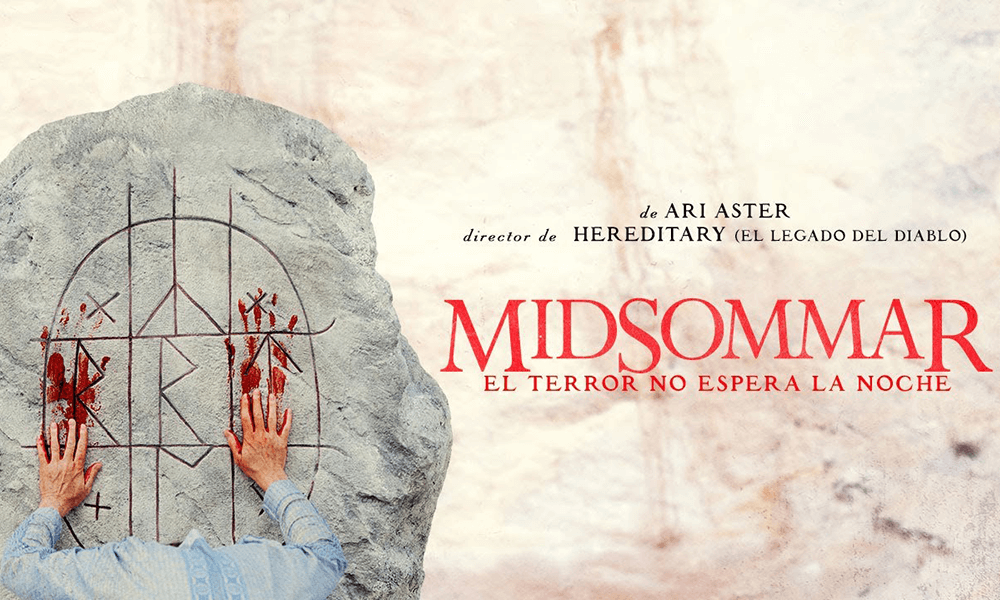 de ARI ASTER
director de HEREDITARY (EL LEGADO DEL DIABLO)
MIDSOMMAR
EL TERROR NO ESPERA LA NOCHE